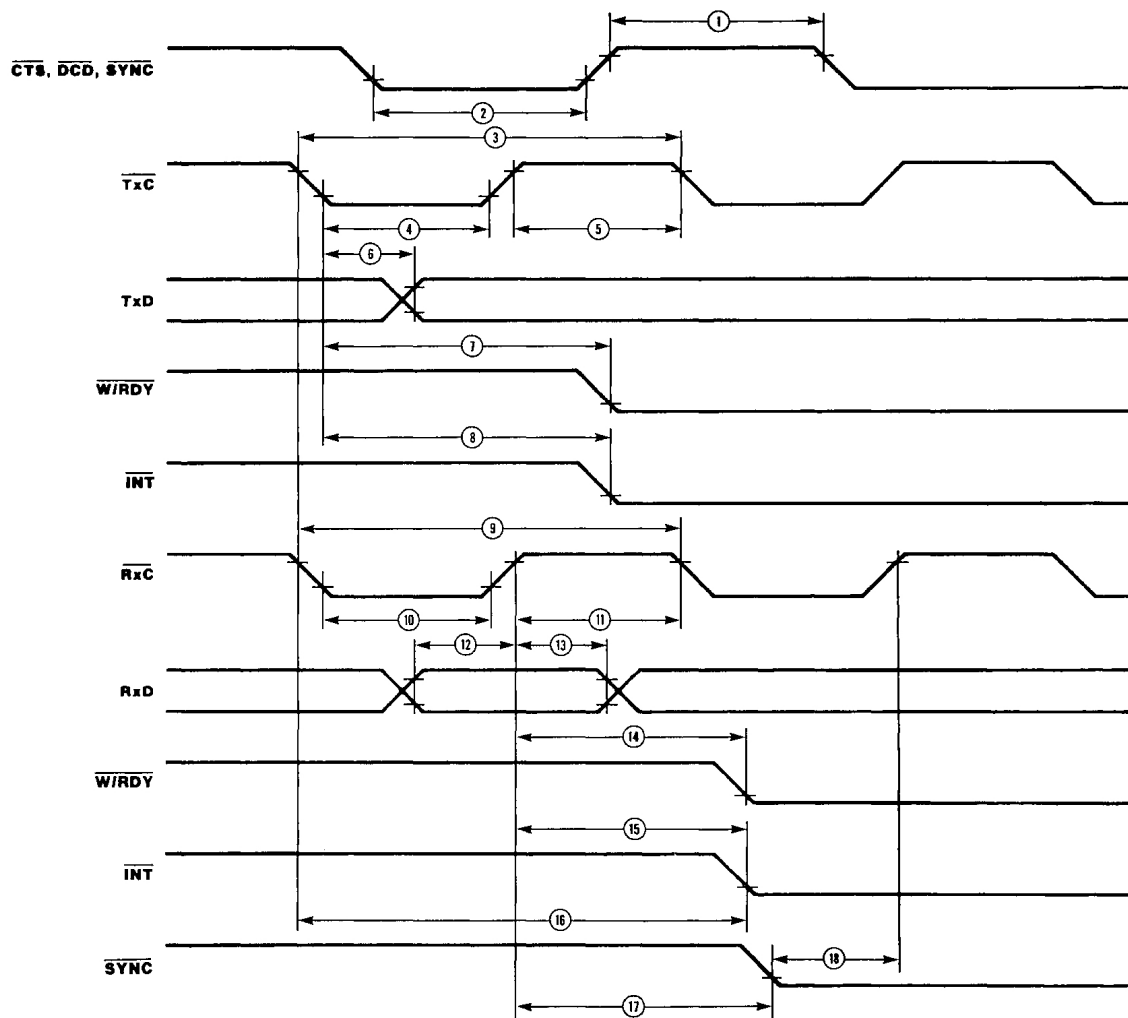 ①
CTS, DCD, SYNC
②
③
TxC
④ ⑤
⑥
TxD
⑦
W/RDY
⑧
INT
⑨
RxC
⑩ ⑪
⑫ ⑬
RxD
⑭
W/RDY
⑮
INT
⑯
SYNC
⑱
⑰